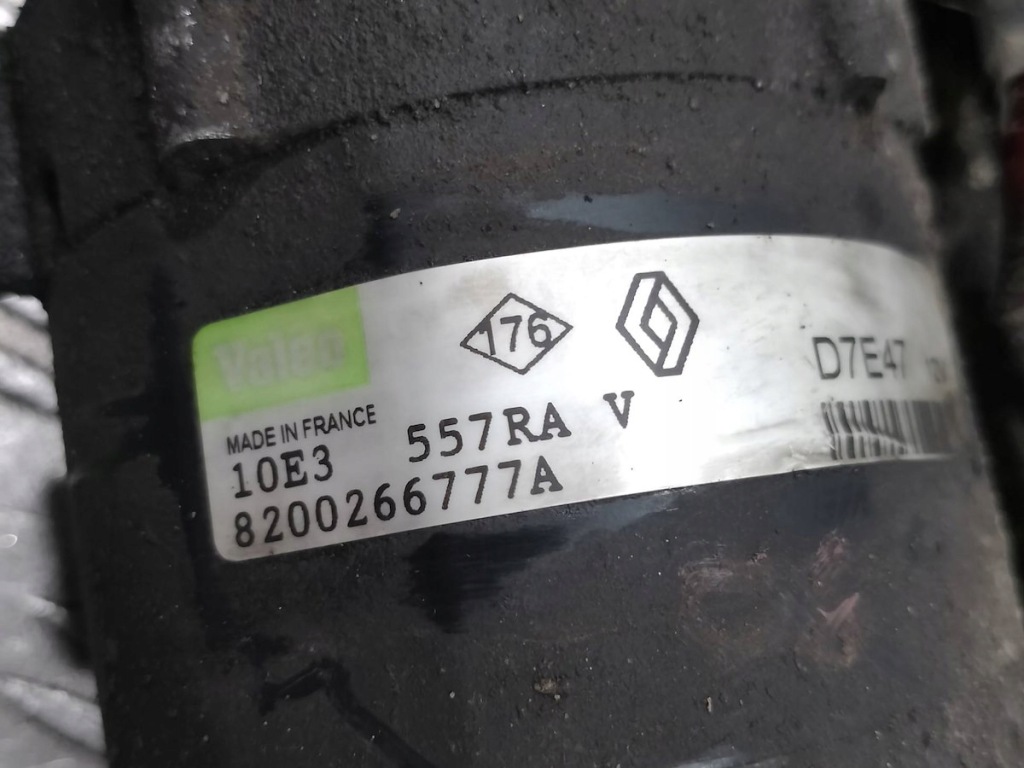 Valeo
176
D7E47
MADE IN FRANCE
10E3 557RA V
8200266777A